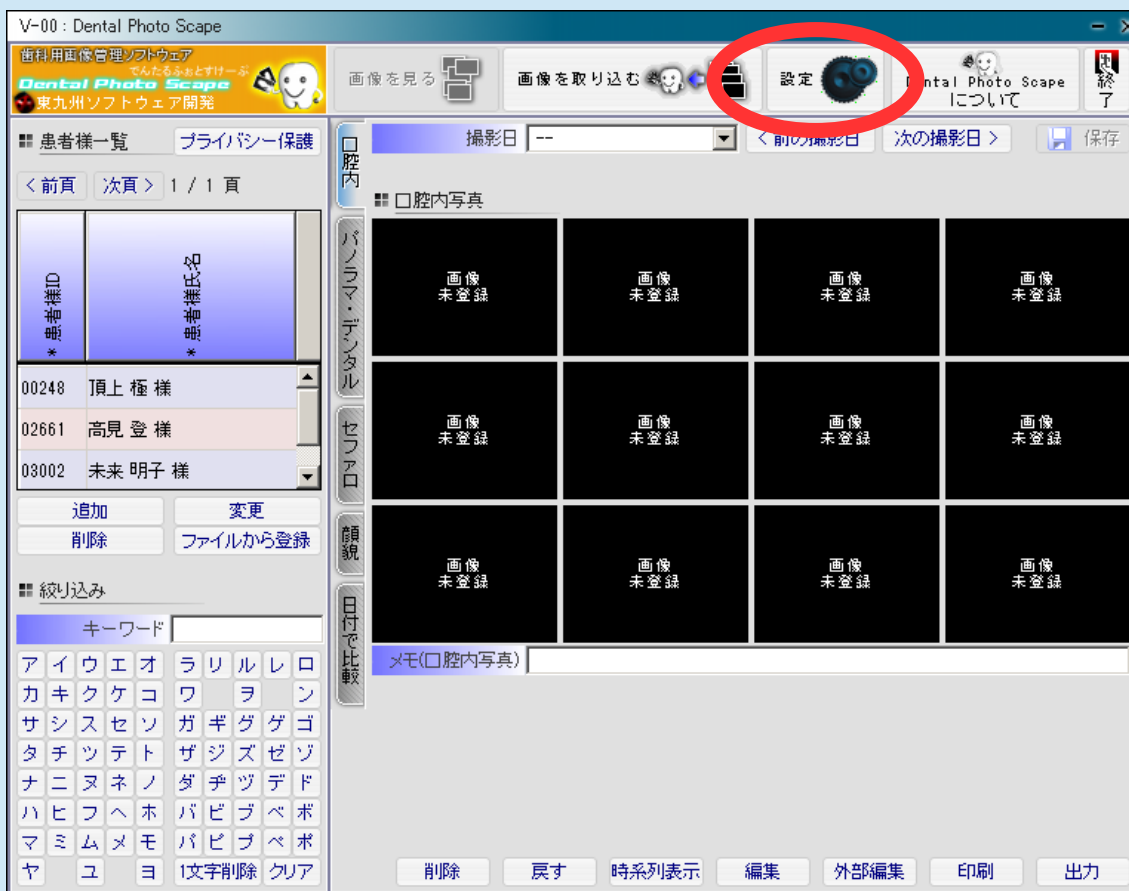 V-00 : Dental Photo Scape
歯科用画像管理ソフトウェア
でんたるふぉとすけーぷ
Dental Photo Scape
東九州ソフトウェア開発
画像を見る
画像を取り込む
設定
Dental Photo Scape
について
終了
患者様一覧
プライバシー保護
<前頁
次頁>
1 / 1 頁
* 患者様ID
* 患者様氏名
00248 頂上 極 様
02661 高見 登 様
03002 未来 明子 様
追加
変更
削除
ファイルから登録
絞り込み
キーワード
ア イ ウ エ オ ラ リ ル レ ロ
カ キ ク ケ コ ワ ヲ ン
サ シ ス セ ソ ガ ギ グ ゲ ゴ
タ チ ツ テ ト ザ ジ ズ ゼ ゾ
ナ ニ ヌ ネ ノ ダ ヂ ヅ デ ド
ハ ヒ フ ヘ ホ バ ビ ブ ベ ボ
マ ミ ム メ モ パ ピ プ ペ ポ
ヤ ユ ヨ 1文字削除 クリア
口腔内
パノラマ・デンタル
セファロ
顔貌
日付で比較
撮影日
--
<前の撮影日
次の撮影日>
保存
口腔内写真
画像 画像 画像 画像
未登録 未登録 未登録 未登録
画像 画像 画像 画像
未登録 未登録 未登録 未登録
画像 画像 画像 画像
未登録 未登録 未登録 未登録
メモ(口腔内写真)
削除 戻す 時系列表示 編集 外部編集 印刷 出力